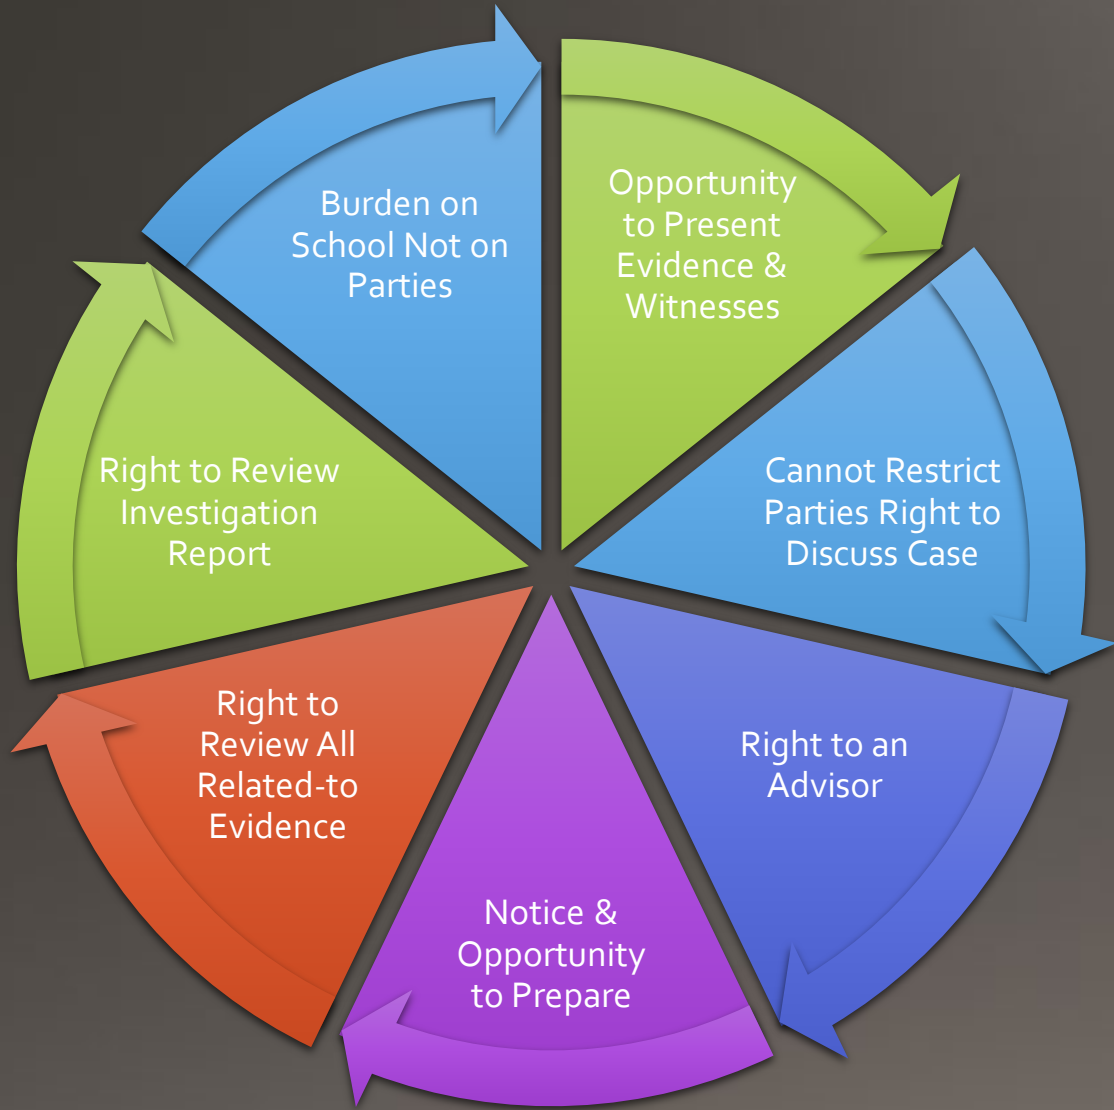 Burden on
School Not on
Parties
Opportunity
to Present
Evidence &
Witnesses
Cannot Restrict
Parties Right to
Discuss Case
Right to an
Advisor
Notice &
Opportunity
to Prepare
Right to
Review All
Related-to
Evidence
Right to Review
Investigation
Report